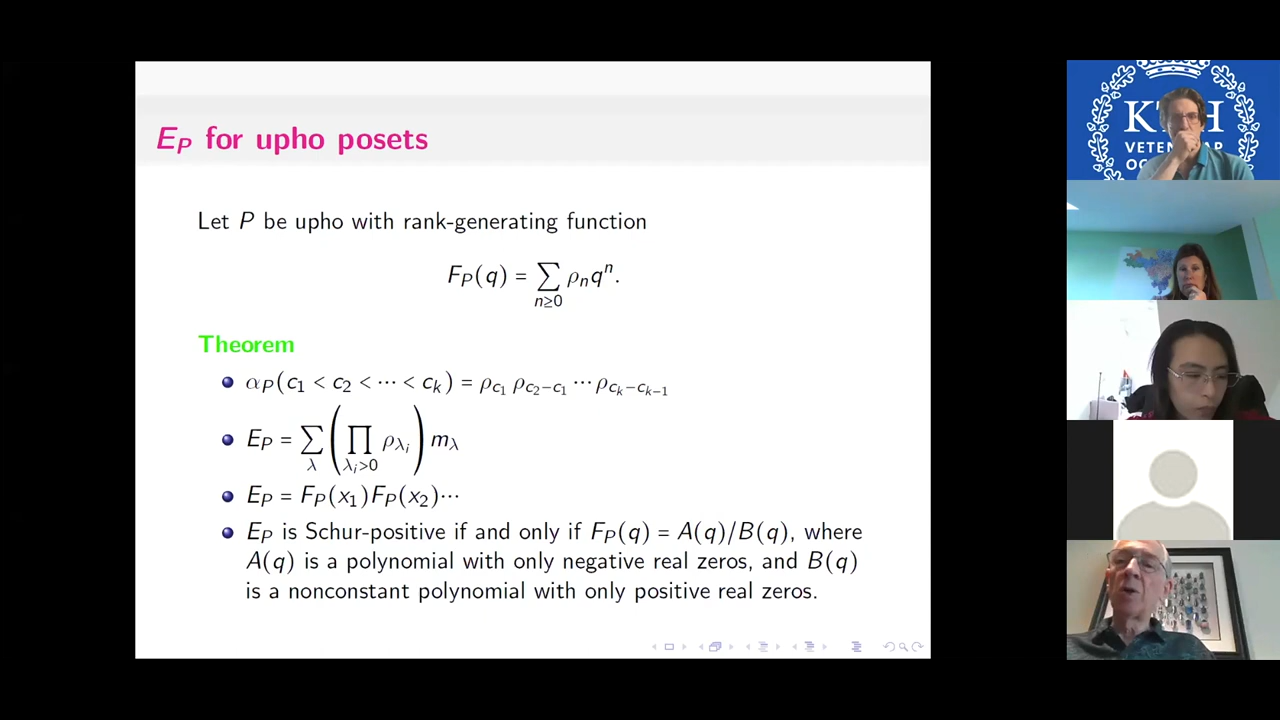 E_P for upho posets
Let P be upho with rank-generating function
F_P(q) = ∑_{n≥0} ρ_n q^n.
Theorem
α_P(c_1 < c_2 < ⋯ < c_k) = ρ_{c_1} ρ_{c_2−c_1} ⋯ ρ_{c_k−c_{k−1}}
E_P = ∑_λ (∏_{λ_i>0} ρ_{λ_i}) m_λ
E_P = F_P(x_1)F_P(x_2)⋯
E_P is Schur-positive if and only if F_P(q) = A(q)/B(q), where
A(q) is a polynomial with only negative real zeros, and B(q)
is a nonconstant polynomial with only positive real zeros.
KTH